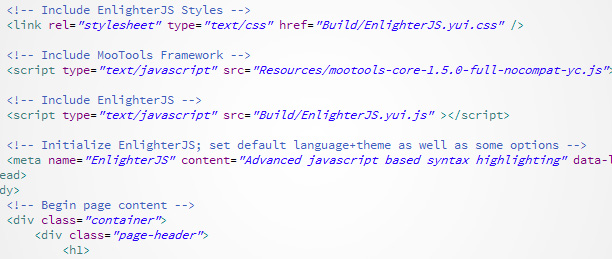 <!-- Include EnlighterJS Styles -->
<link rel="stylesheet" type="text/css" href="Build/EnlighterJS.yui.css" />
<!-- Include MooTools Framework -->
<script type="text/javascript" src="Resources/mootools-core-1.5.0-full-nocompat-yc.js">
<!-- Include EnlighterJS -->
<script type="text/javascript" src="Build/EnlighterJS.yui.js" ></script>
<!-- Initialize EnlighterJS; set default language+theme as well as some options -->
<meta name="EnlighterJS" content="Advanced javascript based syntax highlighting" data-l
ead>
dy>
<!-- Begin page content -->
<div class="container">
<div class="page-header">
<h1>